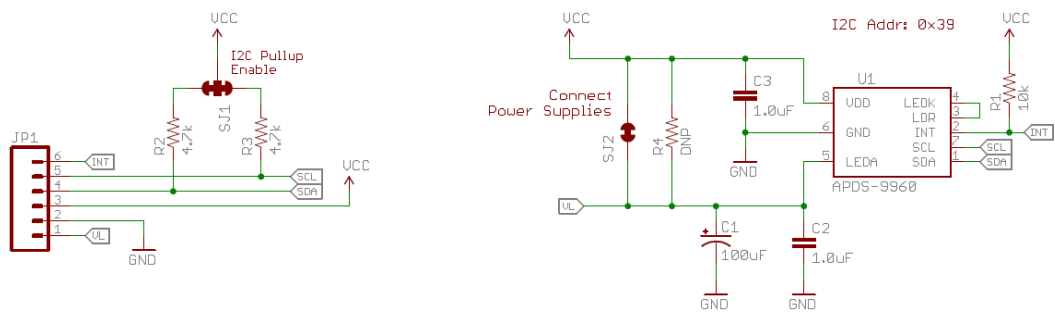 VCC
I2C Pullup
Enable
SJ1
R2
4.7k
R3
4.7k
JP1
6
INT
5
SCL
4
SDA
3
VCC
2
1
VL
GND
VCC
I2C Addr: 0x39
VCC
Connect
Power Supplies
SJ2
R4
DNP
C3
1.0uF
GND
U1
8
VDD
LEDK
4
LDR
3
6
GND
INT
2
INT
SCL
7
SCL
5
LEDA
SDA
1
SDA
APDS-9960
R1
10k
VL
C1
100uF
GND
C2
1.0uF
GND